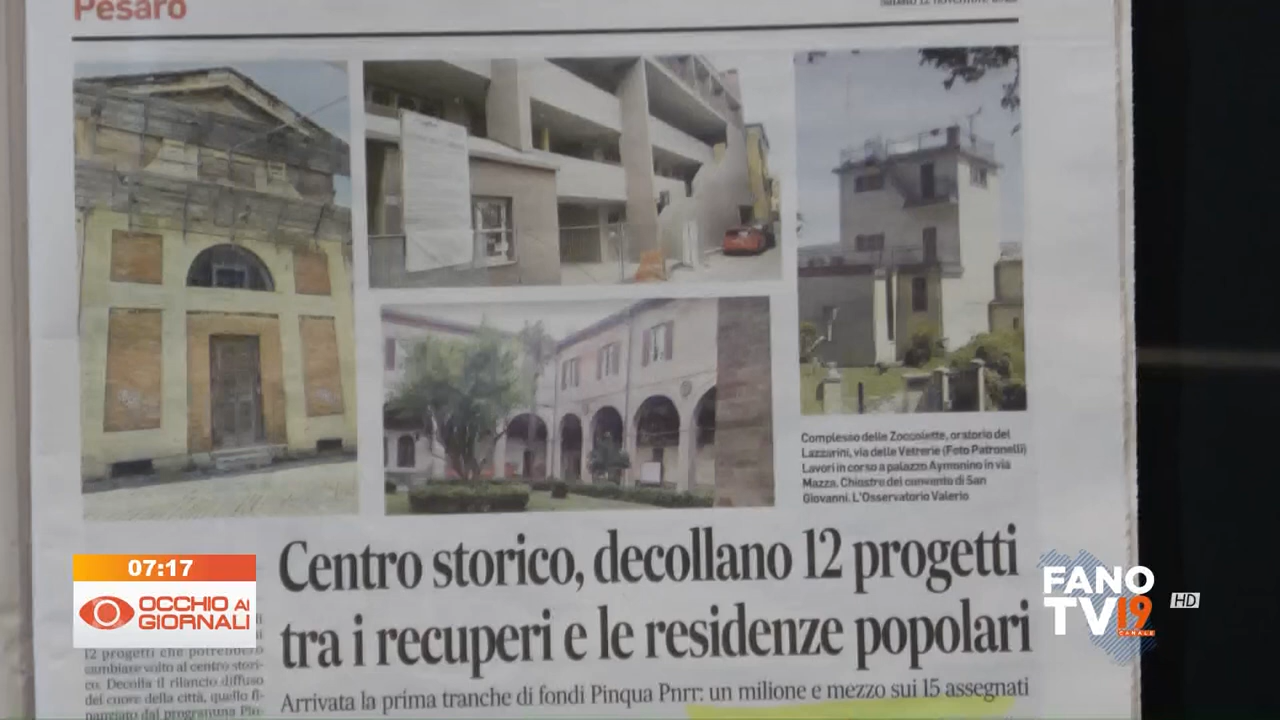 Pesaro
Complesso delle Zoccolette, oratorio del
Lazzarini, via delle Vetrerie (Foto Patronelli)
Lavori in corso a palazzo Aymonino in via
Mazza. Chiostro del convento di San
Giovanni. L'Osservatorio Valerio
Centro storico, decollano 12 progetti
tra i recuperi e le residenze popolari
Arrivata la prima tranche di fondi Pinqua Pnrr: un milione e mezzo sui 15 assegnati
07:17
OCCHIO AI
GIORNALI
12 progetti che potrebbero
cambiare volto al centro stori-
co. Decolla il rilancio diffuso
del cuore della città, quello fi-
FANO
TV19
CANALE
HD